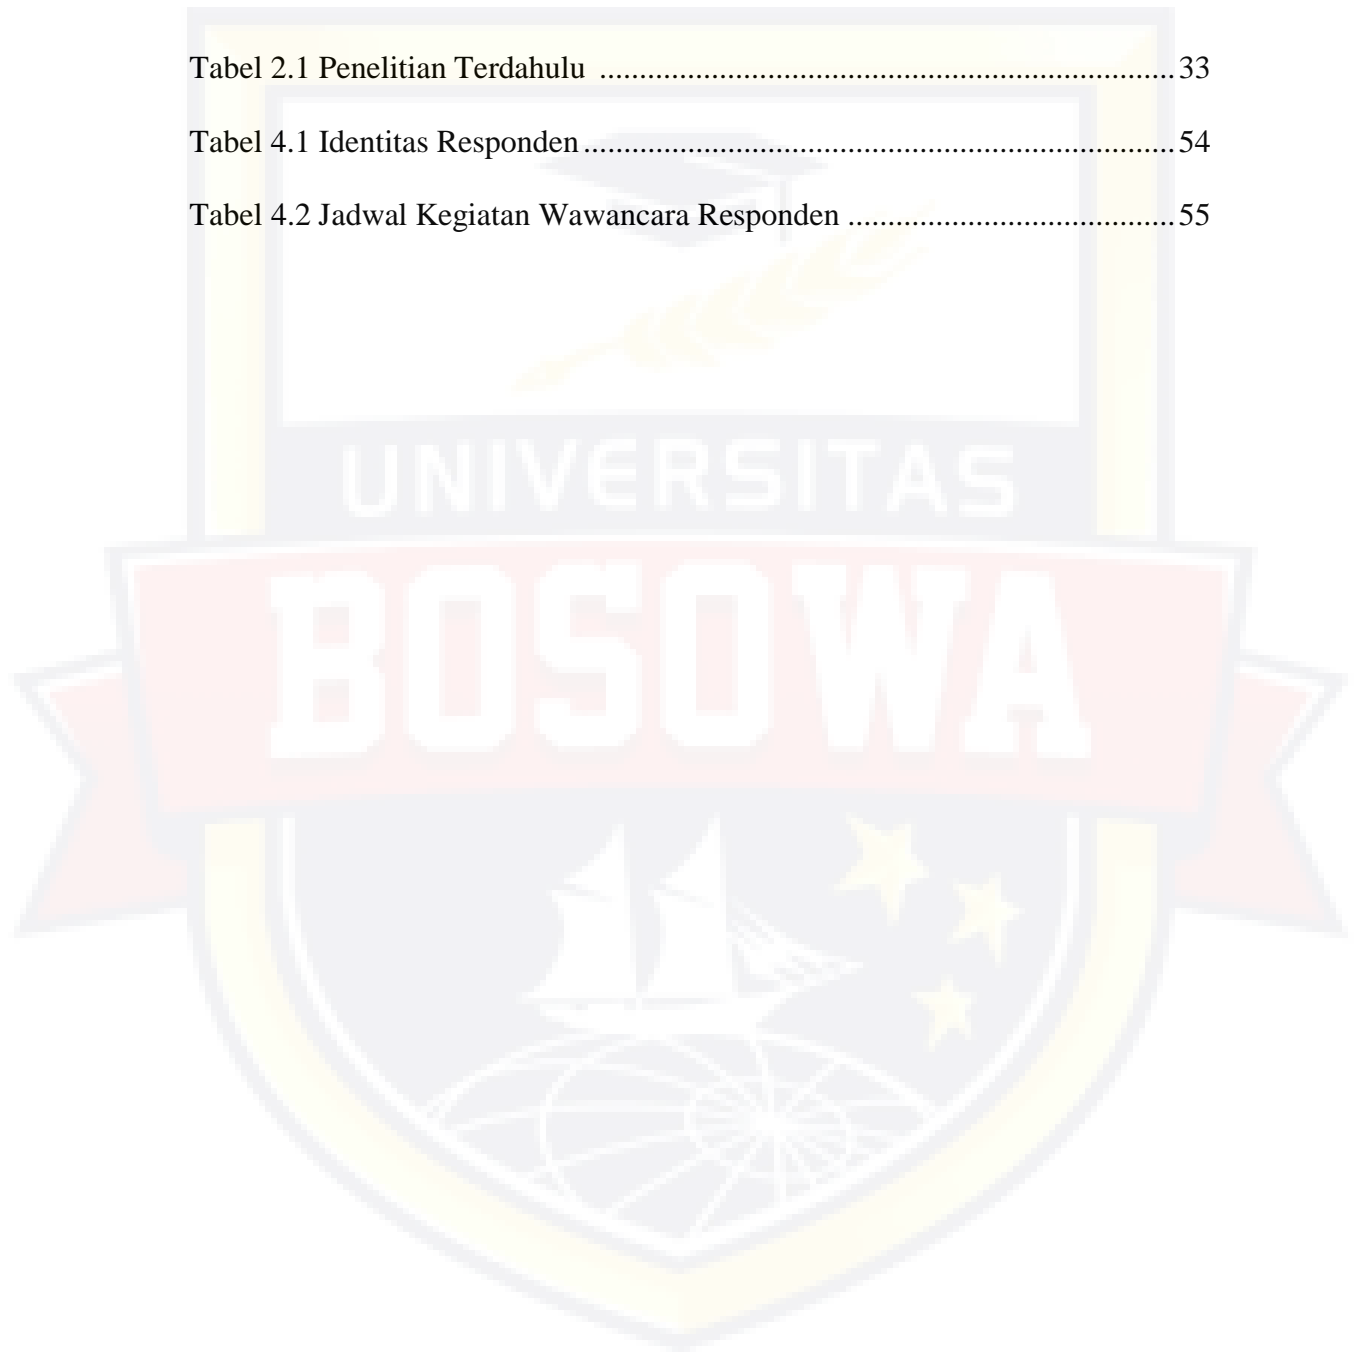 Tabel 2.1 Penelitian Terdahulu ........................................................................ 33
Tabel 4.1 Identitas Responden .......................................................................... 54
Tabel 4.2 Jadwal Kegiatan Wawancara Responden ......................................... 55
UNIVERSITAS
BOSOWA